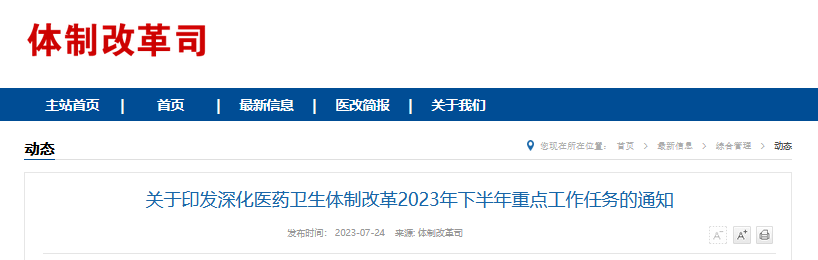 体制改革司
主站首页 | 首页 | 最新信息 | 医改简报 | 关于我们
动态 您现在所在位置： 首页 > 最新信息 > 综合管理 > 动态
关于印发深化医药卫生体制改革2023年下半年重点工作任务的通知
发布时间： 2023-07-24 来源: 体制改革司 A- A+